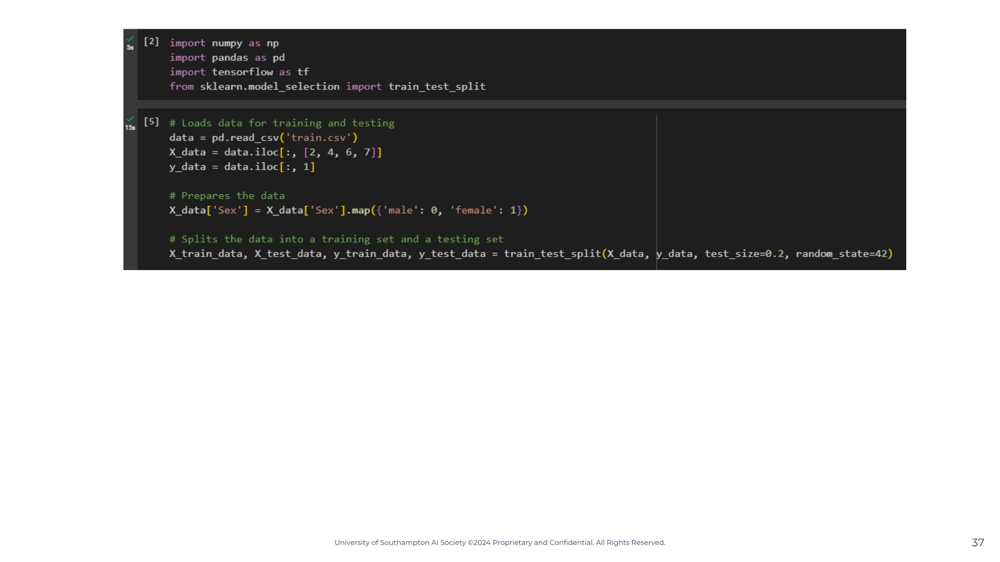 [2] import numpy as np
5s
import pandas as pd
import tensorflow as tf
from sklearn.model_selection import train_test_split
[5] # Loads data for training and testing
15s
data = pd.read_csv('train.csv')
X_data = data.iloc[:, [2, 4, 6, 7]]
y_data = data.iloc[:, 1]
# Prepares the data
X_data['Sex'] = X_data['Sex'].map({'male': 0, 'female': 1})
# Splits the data into a training set and a testing set
X_train_data, X_test_data, y_train_data, y_test_data = train_test_split(X_data, y_data, test_size=0.2, random_state=42)
University of Southampton AI Society ©2024 Proprietary and Confidential. All Rights Reserved.
37